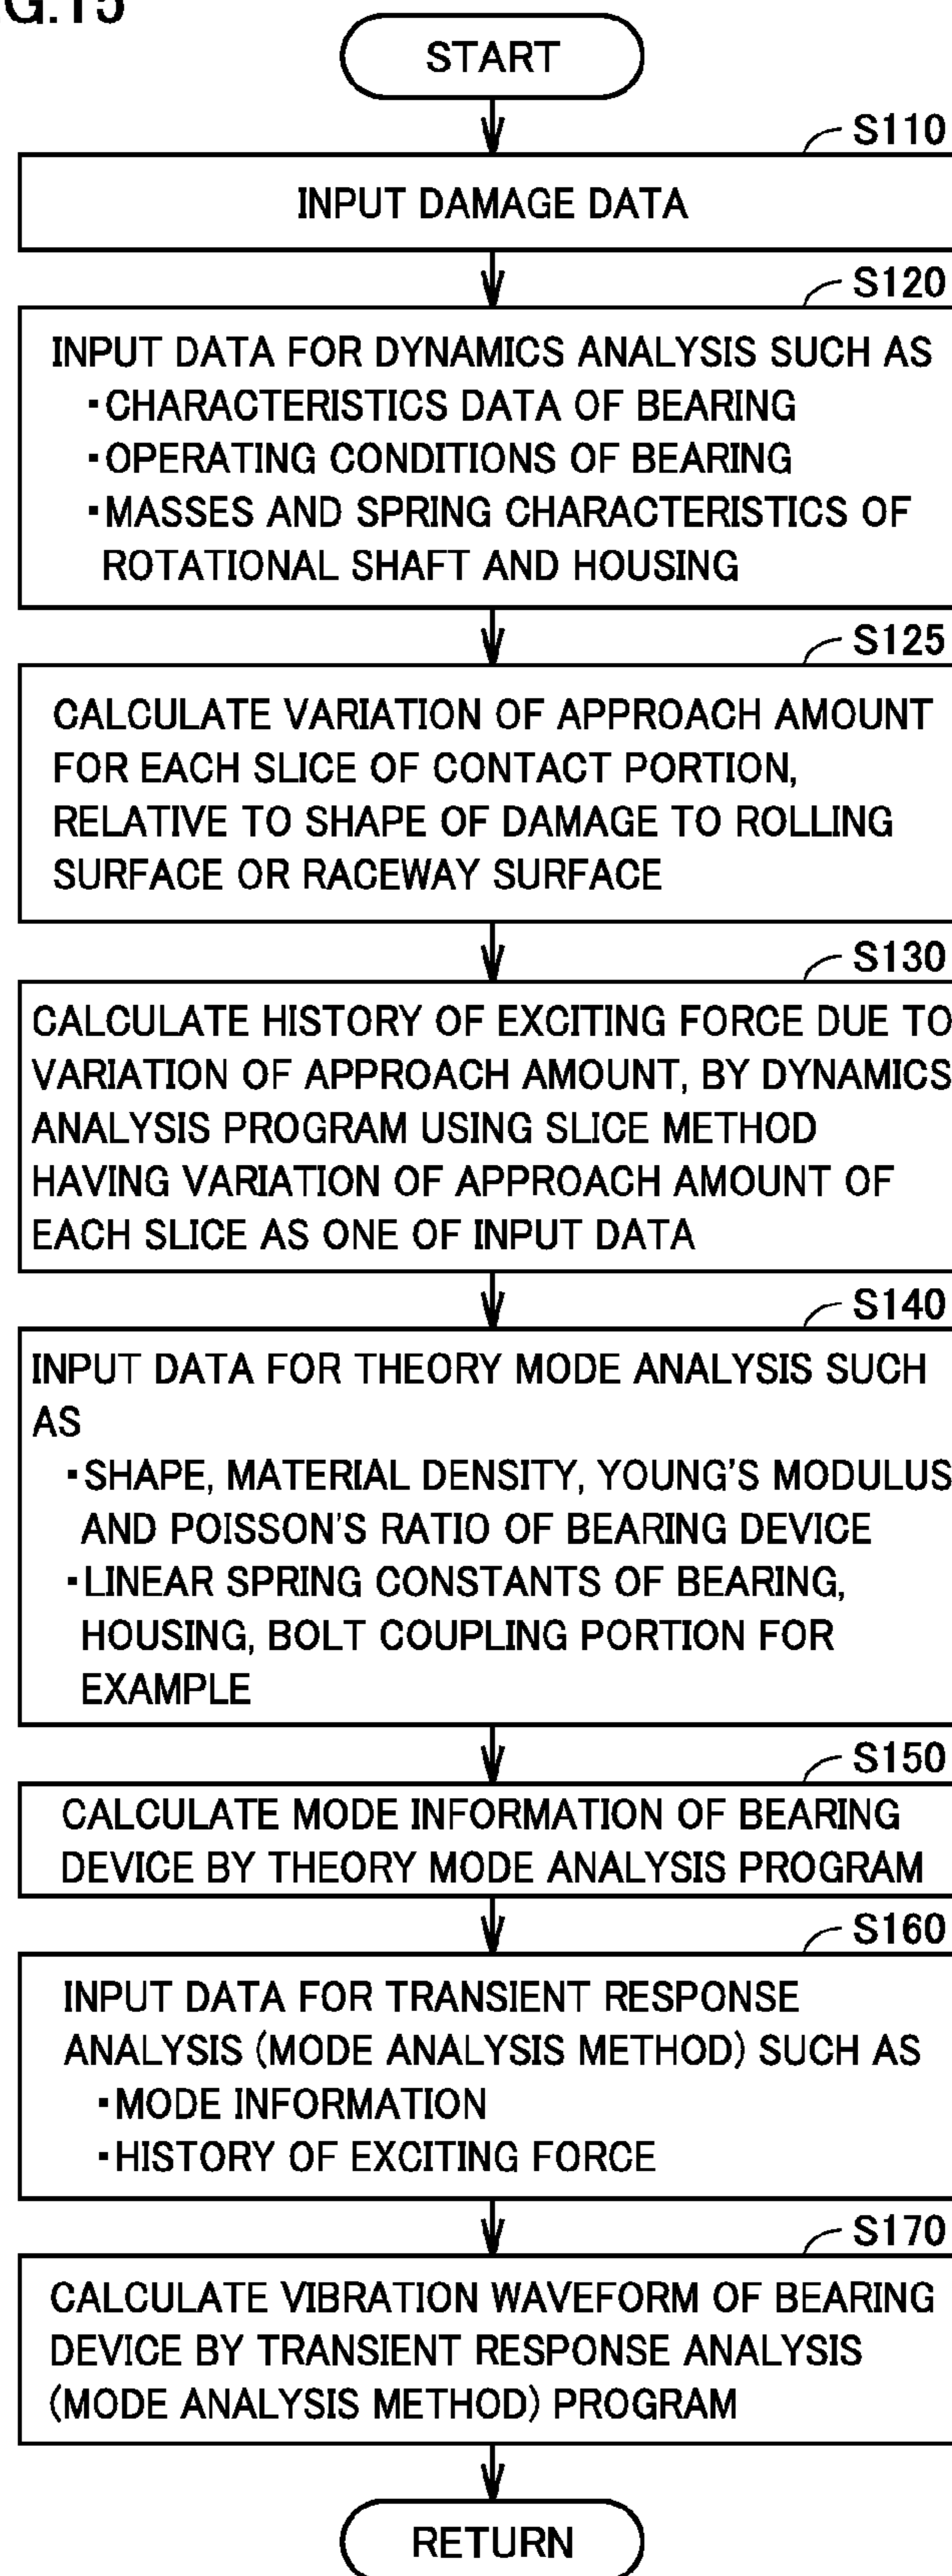 G.15
START
S110
INPUT DAMAGE DATA
S120
INPUT DATA FOR DYNAMICS ANALYSIS SUCH AS
▪CHARACTERISTICS DATA OF BEARING
▪OPERATING CONDITIONS OF BEARING
▪MASSES AND SPRING CHARACTERISTICS OF
ROTATIONAL SHAFT AND HOUSING
S125
CALCULATE VARIATION OF APPROACH AMOUNT
FOR EACH SLICE OF CONTACT PORTION,
RELATIVE TO SHAPE OF DAMAGE TO ROLLING
SURFACE OR RACEWAY SURFACE
S130
CALCULATE HISTORY OF EXCITING FORCE DUE TO
VARIATION OF APPROACH AMOUNT, BY DYNAMICS
ANALYSIS PROGRAM USING SLICE METHOD
HAVING VARIATION OF APPROACH AMOUNT OF
EACH SLICE AS ONE OF INPUT DATA
S140
INPUT DATA FOR THEORY MODE ANALYSIS SUCH
AS
▪SHAPE, MATERIAL DENSITY, YOUNG'S MODULUS
AND POISSON'S RATIO OF BEARING DEVICE
▪LINEAR SPRING CONSTANTS OF BEARING,
HOUSING, BOLT COUPLING PORTION FOR
EXAMPLE
S150
CALCULATE MODE INFORMATION OF BEARING
DEVICE BY THEORY MODE ANALYSIS PROGRAM
S160
INPUT DATA FOR TRANSIENT RESPONSE
ANALYSIS (MODE ANALYSIS METHOD) SUCH AS
▪MODE INFORMATION
▪HISTORY OF EXCITING FORCE
S170
CALCULATE VIBRATION WAVEFORM OF BEARING
DEVICE BY TRANSIENT RESPONSE ANALYSIS
(MODE ANALYSIS METHOD) PROGRAM
RETURN